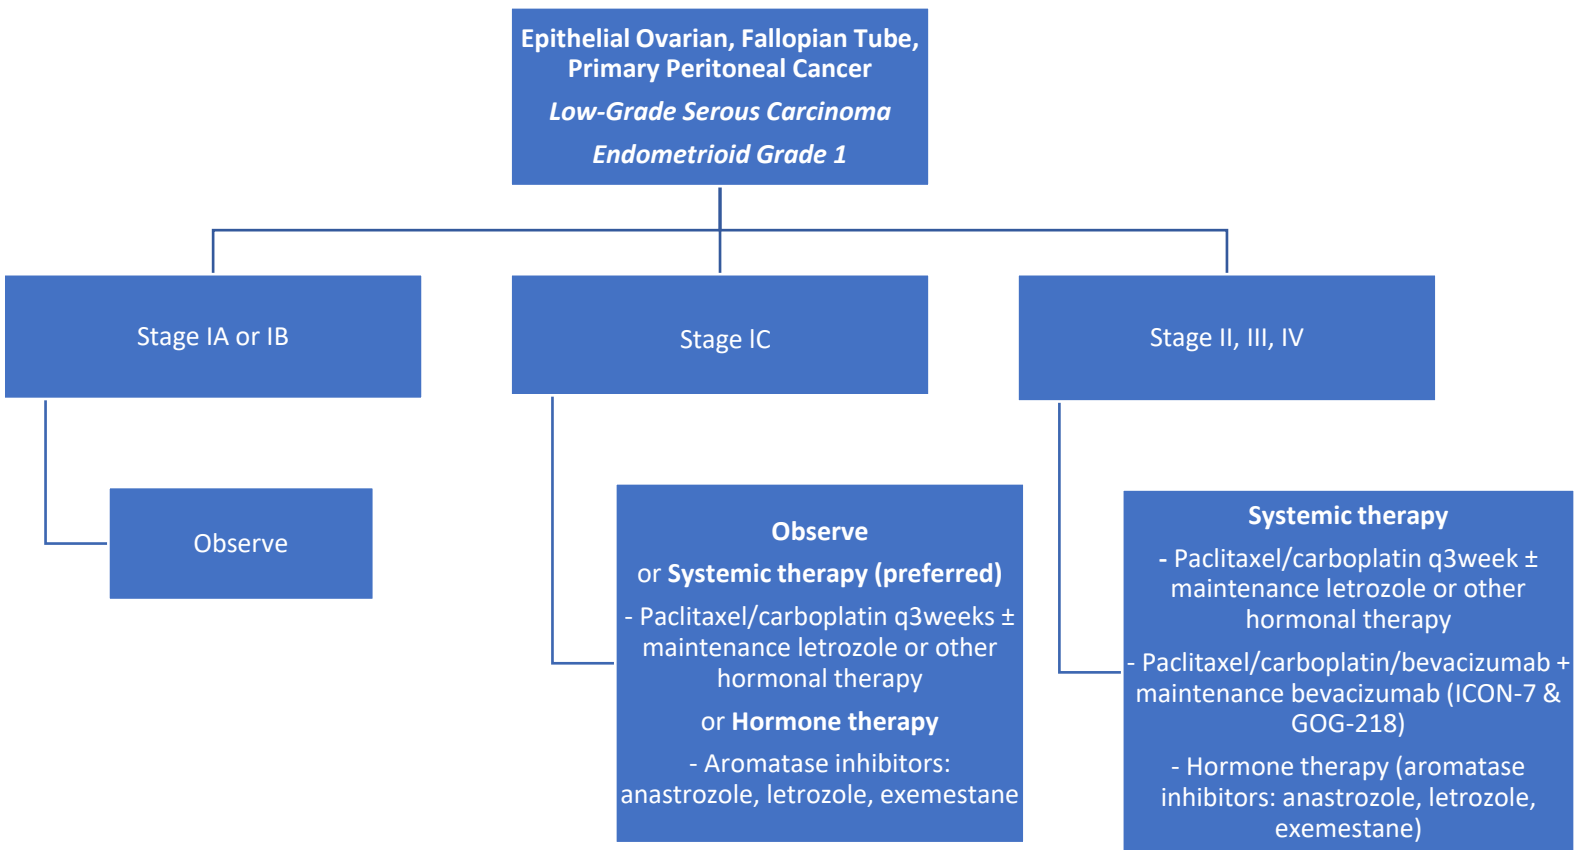 Epithelial Ovarian, Fallopian Tube,
Primary Peritoneal Cancer
Low-Grade Serous Carcinoma
Endometrioid Grade 1
Stage IA or IB
Stage IC
Stage II, III, IV
Observe
Observe
or Systemic therapy (preferred)
- Paclitaxel/carboplatin q3weeks ±
maintenance letrozole or other
hormonal therapy
or Hormone therapy
- Aromatase inhibitors:
anastrozole, letrozole, exemestane
Systemic therapy
- Paclitaxel/carboplatin q3week ±
maintenance letrozole or other
hormonal therapy
- Paclitaxel/carboplatin/bevacizumab +
maintenance bevacizumab (ICON-7 &
GOG-218)
- Hormone therapy (aromatase
inhibitors: anastrozole, letrozole,
exemestane)